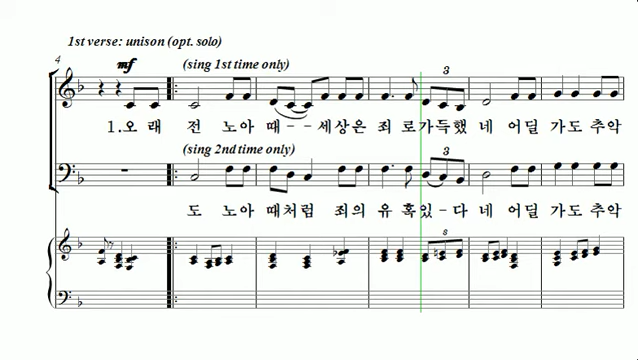 1st verse: unison (opt. solo)
4
mf
(sing 1st time only)
3
1.오 래 전 노아 때 - - 세상은 죄 로가득했 네 어딜 가도 추악
(sing 2nd time only)
3
도 노아 때처럼 죄의 유 혹있 - 다 네 어딜 가도 추악